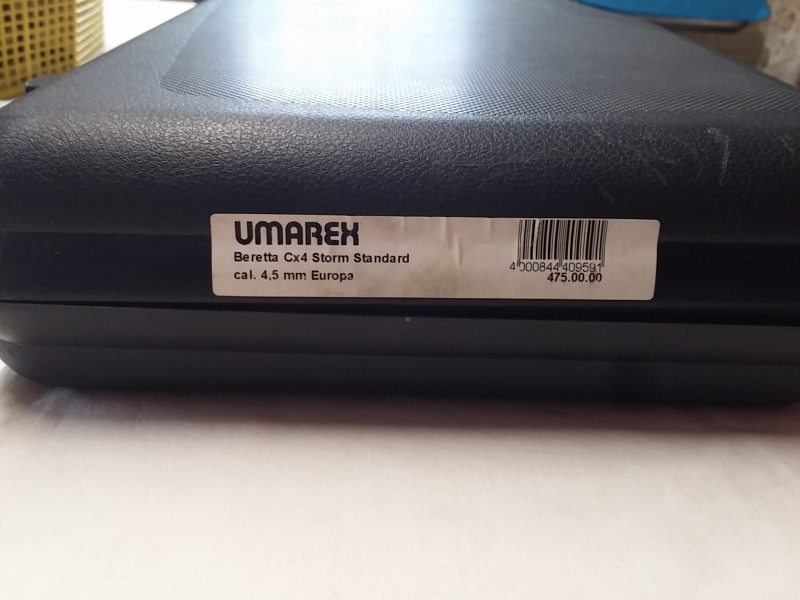 UMAREX
Beretta Cx4 Storm Standard
cal. 4,5 mm Europa
4 000844 409591
475.00.00